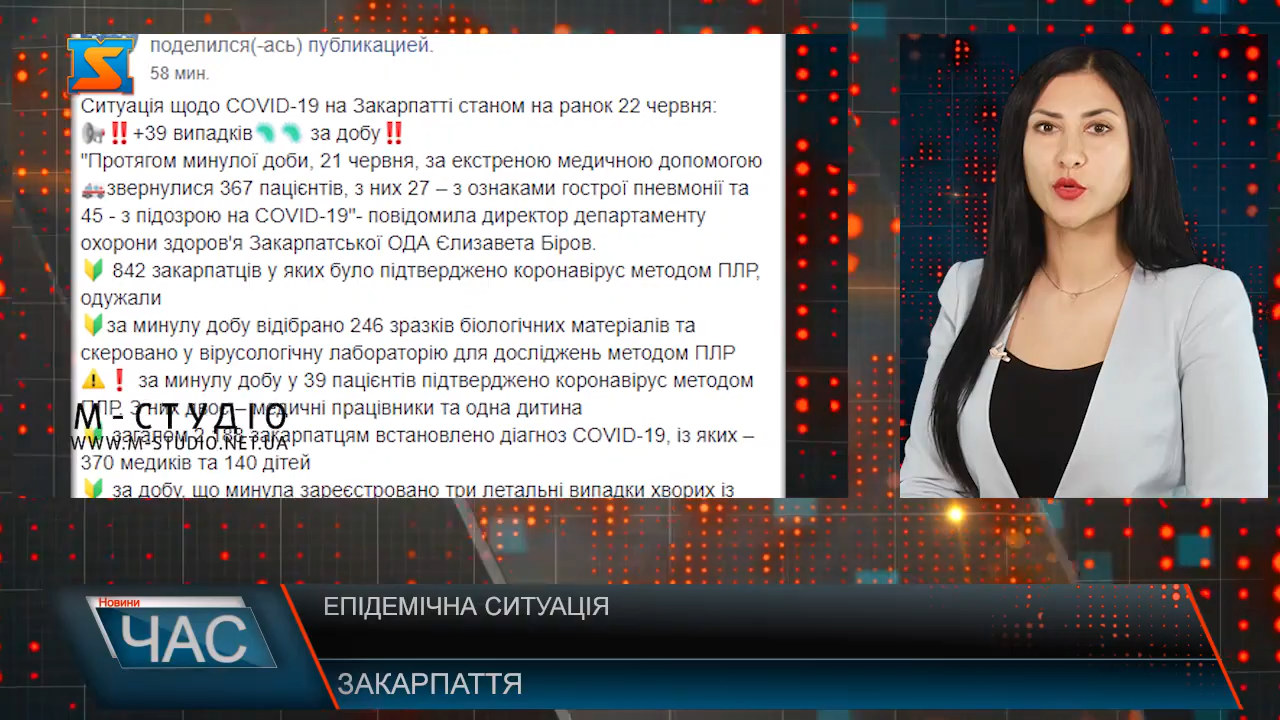 поделился(-ась) публикацией.
58 мин.
Ситуація щодо COVID-19 на Закарпатті станом на ранок 22 червня:
‼+39 випадків за добу‼
"Протягом минулої доби, 21 червня, за екстреною медичною допомогою
звернулися 367 пацієнтів, з них 27 – з ознаками гострої пневмонії та
45 - з підозрою на COVID-19"- повідомила директор департаменту
охорони здоров'я Закарпатської ОДА Єлизавета Біров.
842 закарпатців у яких було підтверджено коронавірус методом ПЛР,
одужали
за минулу добу відібрано 246 зразків біологічних матеріалів та
скеровано у вірусологічну лабораторію для досліджень методом ПЛР
за минулу добу у 39 пацієнтів підтверджено коронавірус методом
ПЛР. З них двоє – медичні працівники та одна дитина
М-СТУДІО
загалом закарпатцям встановлено діагноз COVID-19, із яких –
WWW.M-STUDIO.NET.UA
370 медиків та 140 дітей
за добу, що минула зареєстровано три летальні випадки хворих із
Новини
ЧАС
ЕПІДЕМІЧНА СИТУАЦІЯ
ЗАКАРПАТТЯ